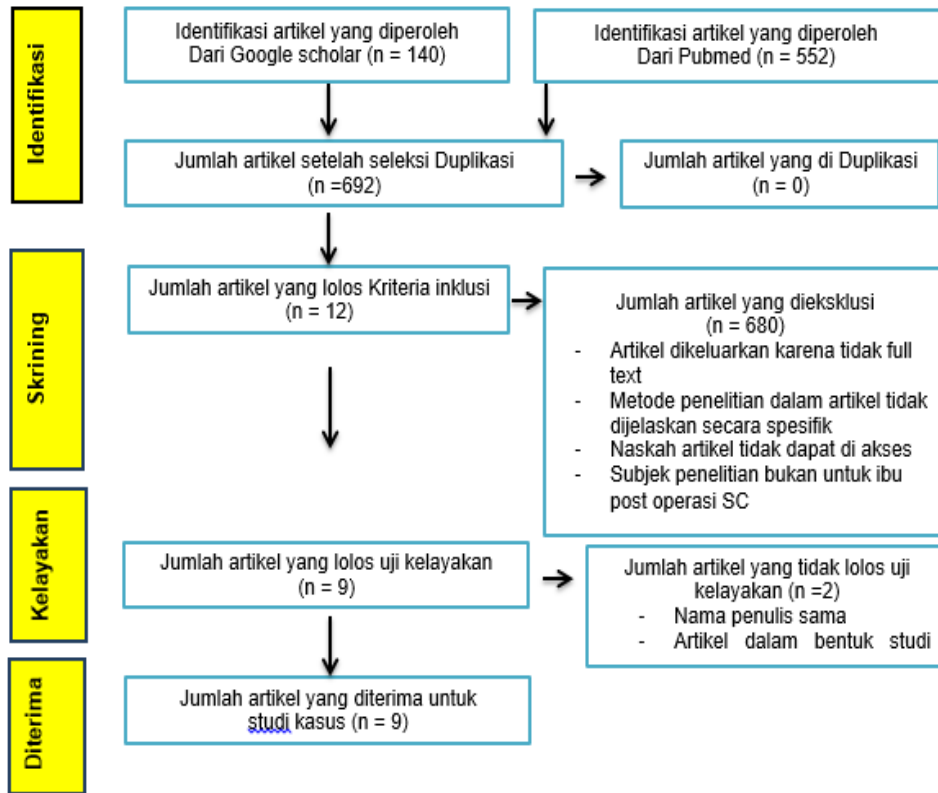 Identifikasi
Identifikasi artikel yang diperoleh
Dari Google scholar (n = 140)
Identifikasi artikel yang diperoleh
Dari Pubmed (n = 552)
Jumlah artikel setelah seleksi Duplikasi
(n =692)
Jumlah artikel yang di Duplikasi
(n = 0)
Skrining
Jumlah artikel yang lolos Kriteria inklusi
(n = 12)
Jumlah artikel yang dieksklusi
(n = 680)
- Artikel dikeluarkan karena tidak full
text
- Metode penelitian dalam artikel tidak
dijelaskan secara spesifik
- Naskah artikel tidak dapat di akses
- Subjek penelitian bukan untuk ibu
post operasi SC
Kelayakan
Jumlah artikel yang lolos uji kelayakan
(n = 9)
Jumlah artikel yang tidak lolos uji
kelayakan (n =2)
- Nama penulis sama
- Artikel dalam bentuk studi
Diterima
Jumlah artikel yang diterima untuk
studi kasus (n = 9)